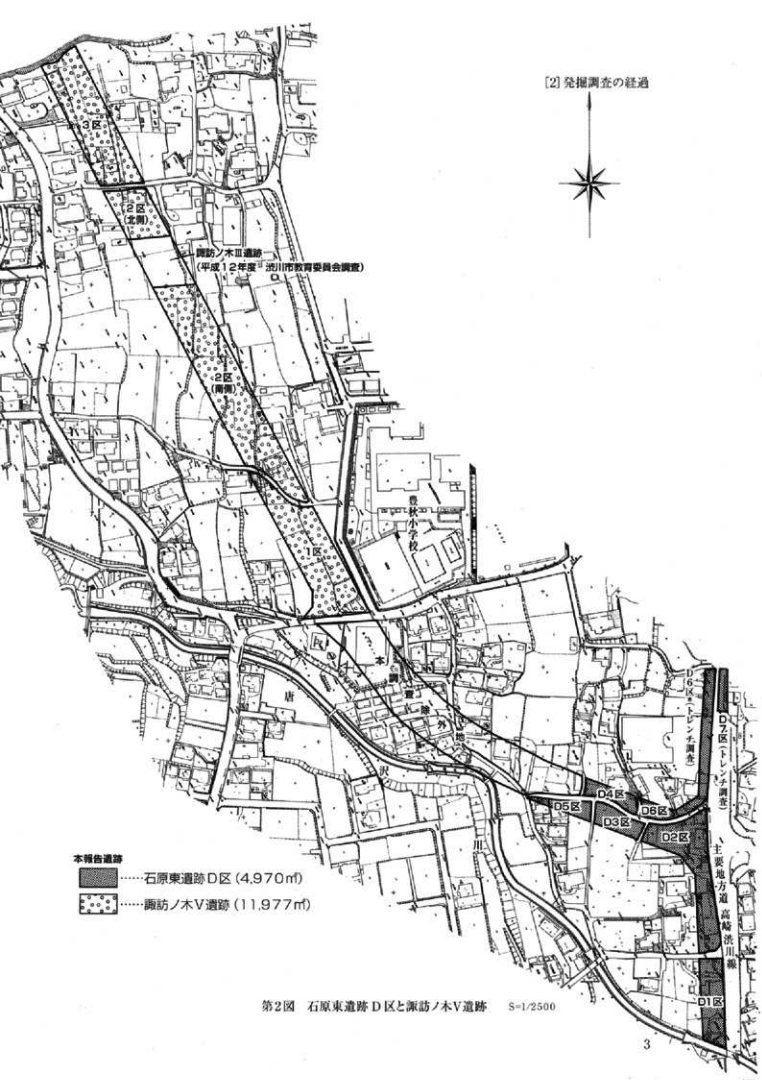 [2]発掘調査の経過
3区
2区
(北側)
諏訪ノ木Ⅲ遺跡
(平成12年度 渋川市教育委員会調査)
2区
(南側)
豊秋小学校
1区
本調査除外地
唐沢川
D6区(トレンチ調査)
D7区(トレンチ調査)
D4区
D5区
D6区
D3区
D2区
主要地方道 高崎渋川線
D1区
本報告遺跡
……石原東遺跡D区(4,970㎡)
……諏訪ノ木Ⅴ遺跡(11,977㎡)
第2図 石原東遺跡D区と諏訪ノ木Ⅴ遺跡 S=1/2500
3